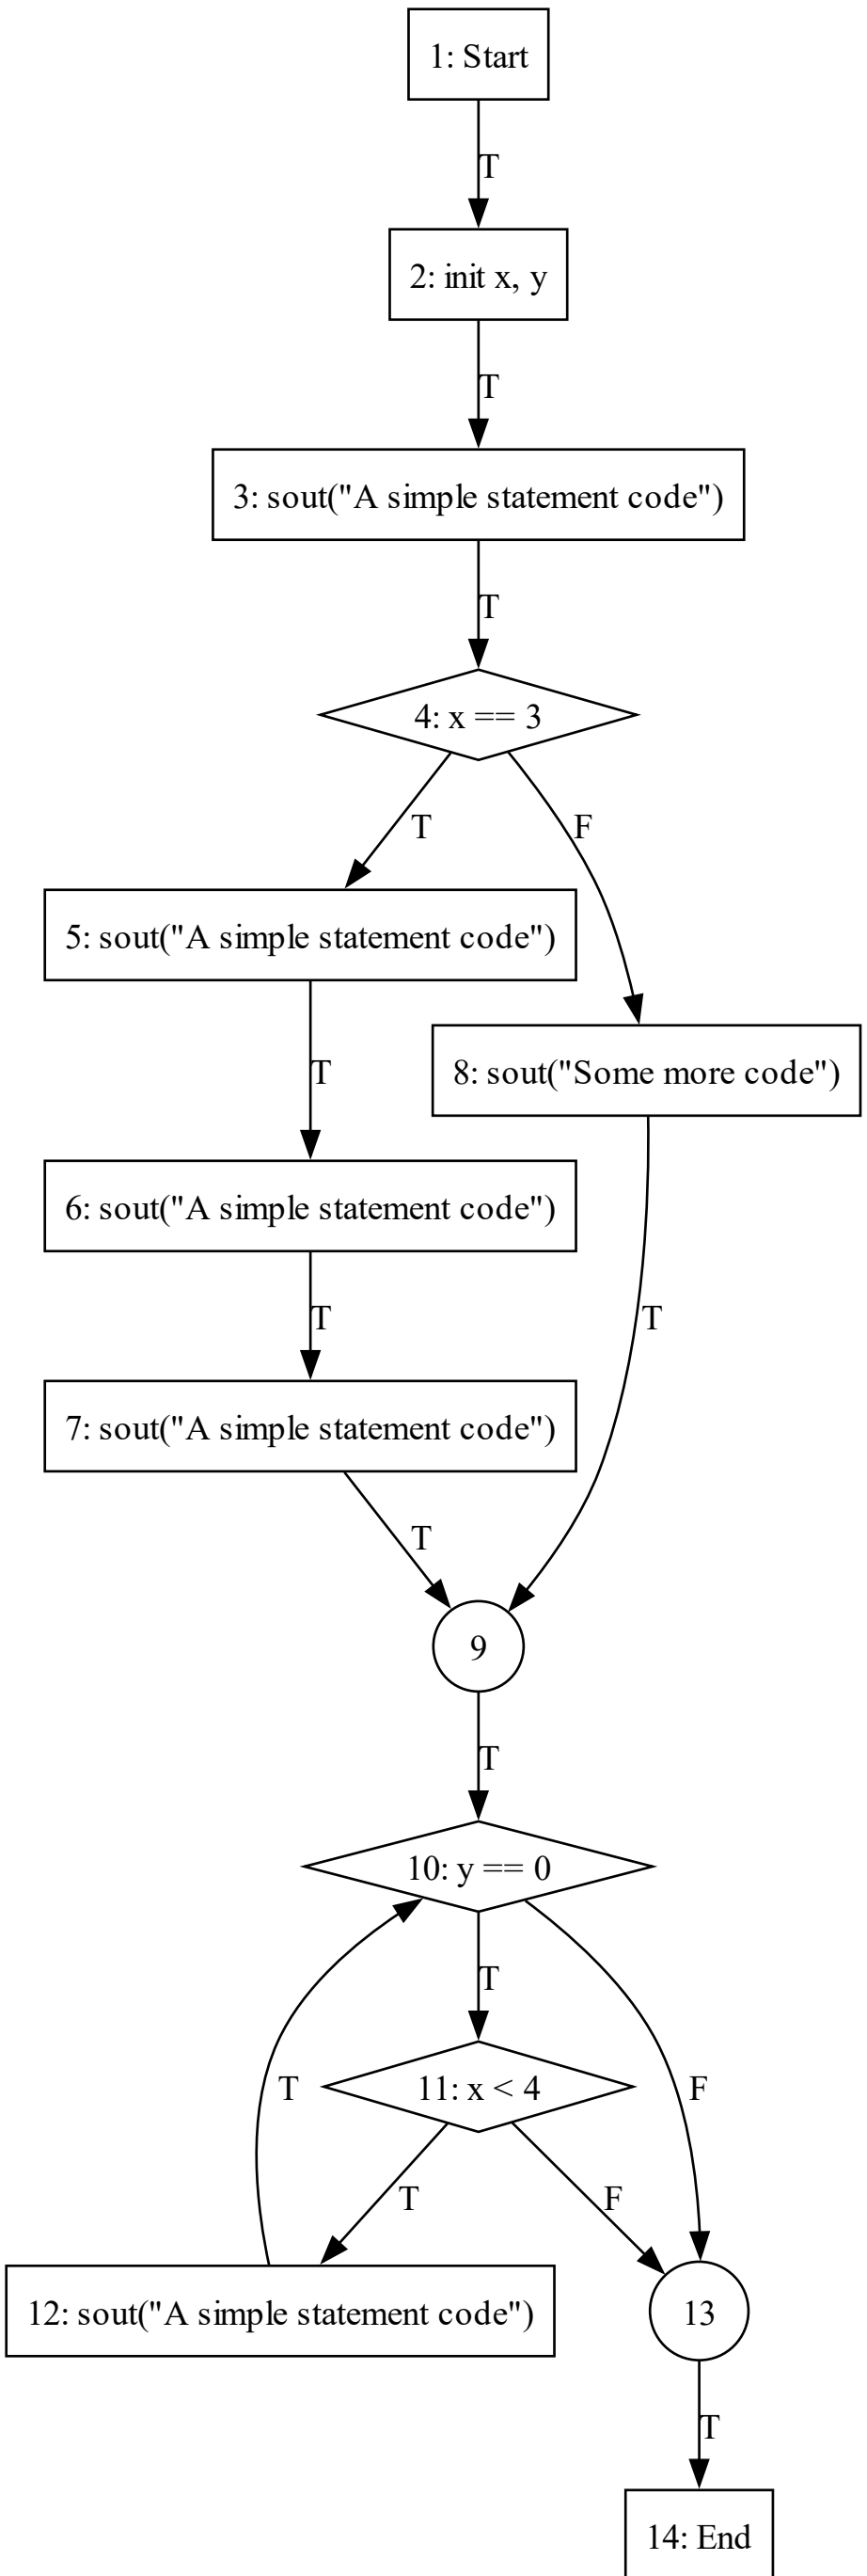 1: Start
T
2: init x, y
T
3: sout("A simple statement code")
T
4: x == 3
T
F
5: sout("A simple statement code")
T
8: sout("Some more code")
6: sout("A simple statement code")
T
T
7: sout("A simple statement code")
T
9
T
10: y == 0
T
T
11: x < 4
F
T
F
12: sout("A simple statement code")
13
T
14: End